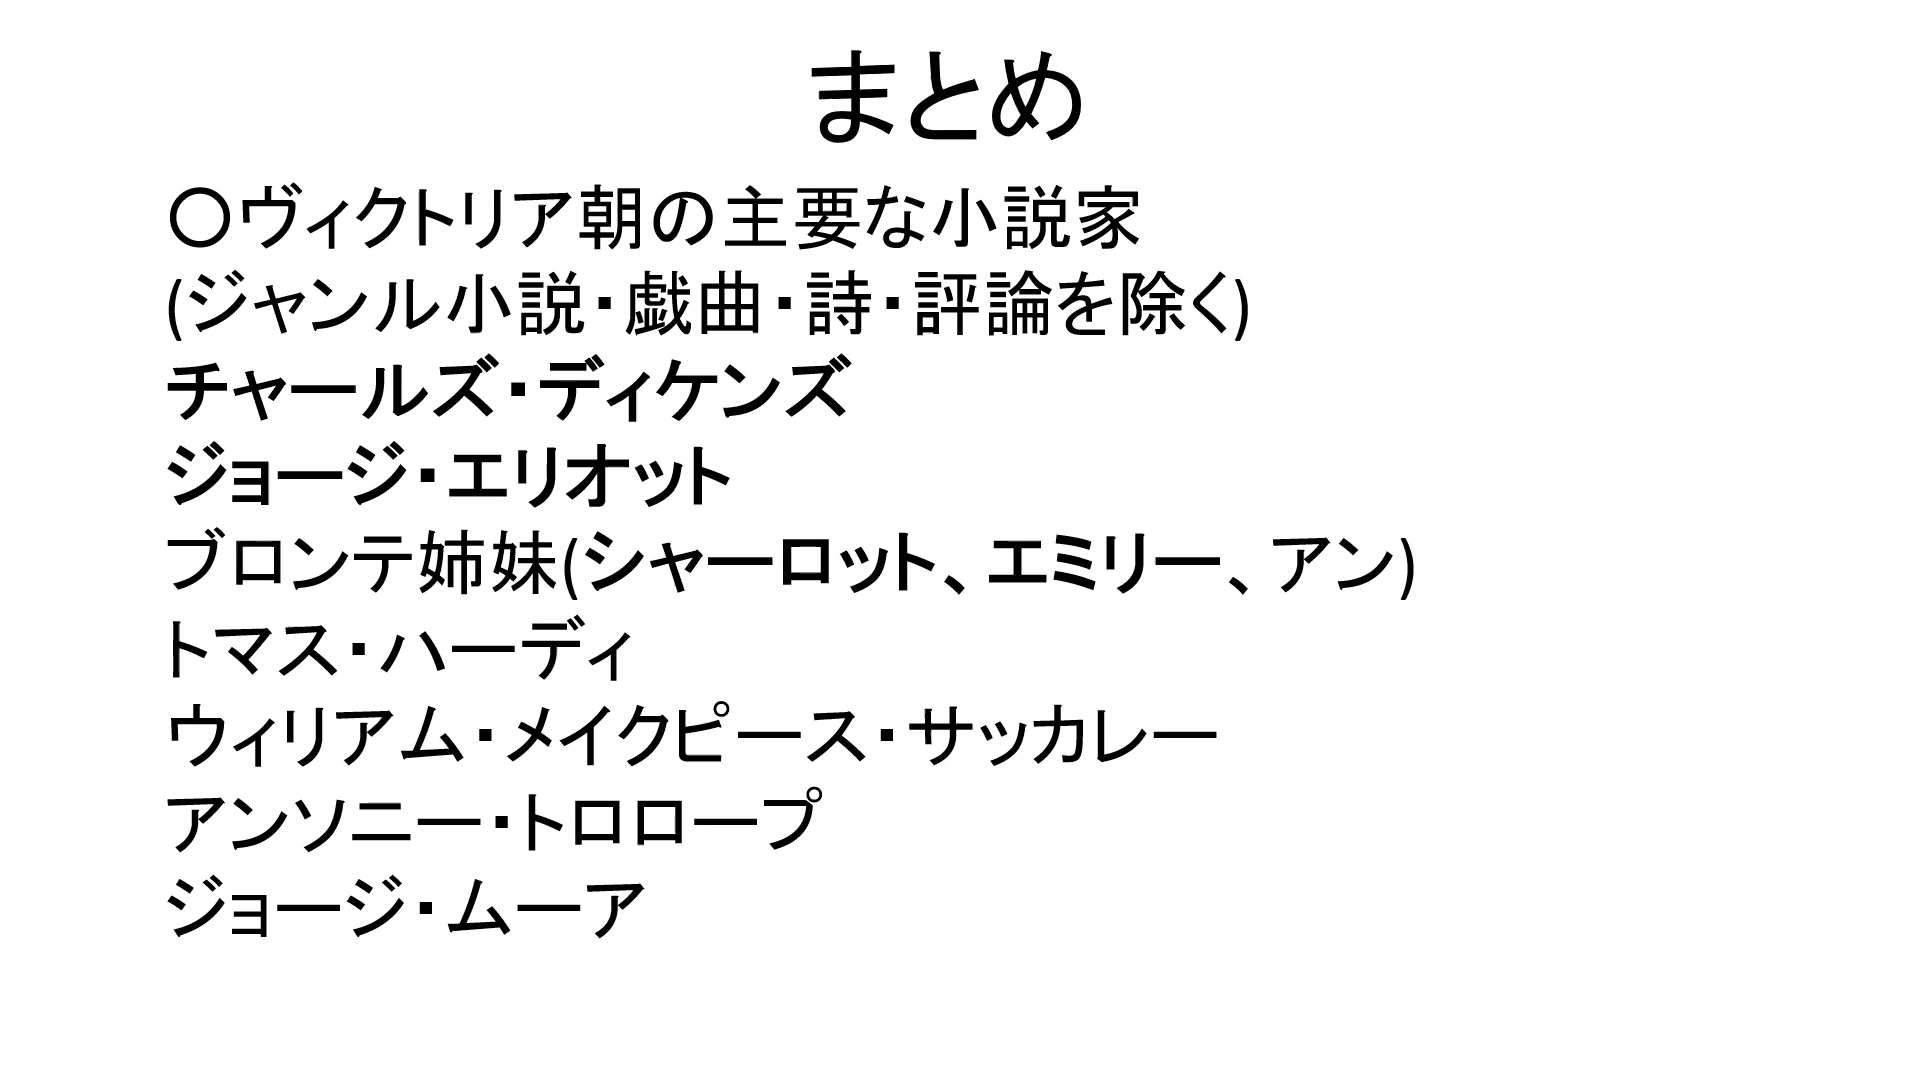 まとめ
〇ヴィクトリア朝の主要な小説家
(ジャンル小説・戯曲・詩・評論を除く)
チャールズ・ディケンズ
ジョージ・エリオット
ブロンテ姉妹(シャーロット、エミリー、アン)
トマス・ハーディ
ウィリアム・メイクピース・サッカレー
アンソニー・トロロープ
ジョージ・ムーア